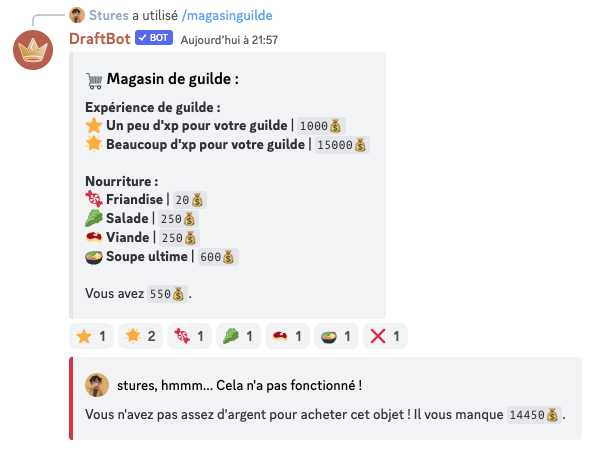 Stures a utilisé /magasinguilde
DraftBot ✓ BOT Aujourd'hui à 21:57
Magasin de guilde :
Expérience de guilde :
Un peu d'xp pour votre guilde | 1000
Beaucoup d'xp pour votre guilde | 15000
Nourriture :
Friandise | 20
Salade | 250
Viande | 250
Soupe ultime | 600
Vous avez 550 .
1 2 1 1 1 1 1
stures, hmmm... Cela n'a pas fonctionné !
Vous n'avez pas assez d'argent pour acheter cet objet ! Il vous manque 14450 .